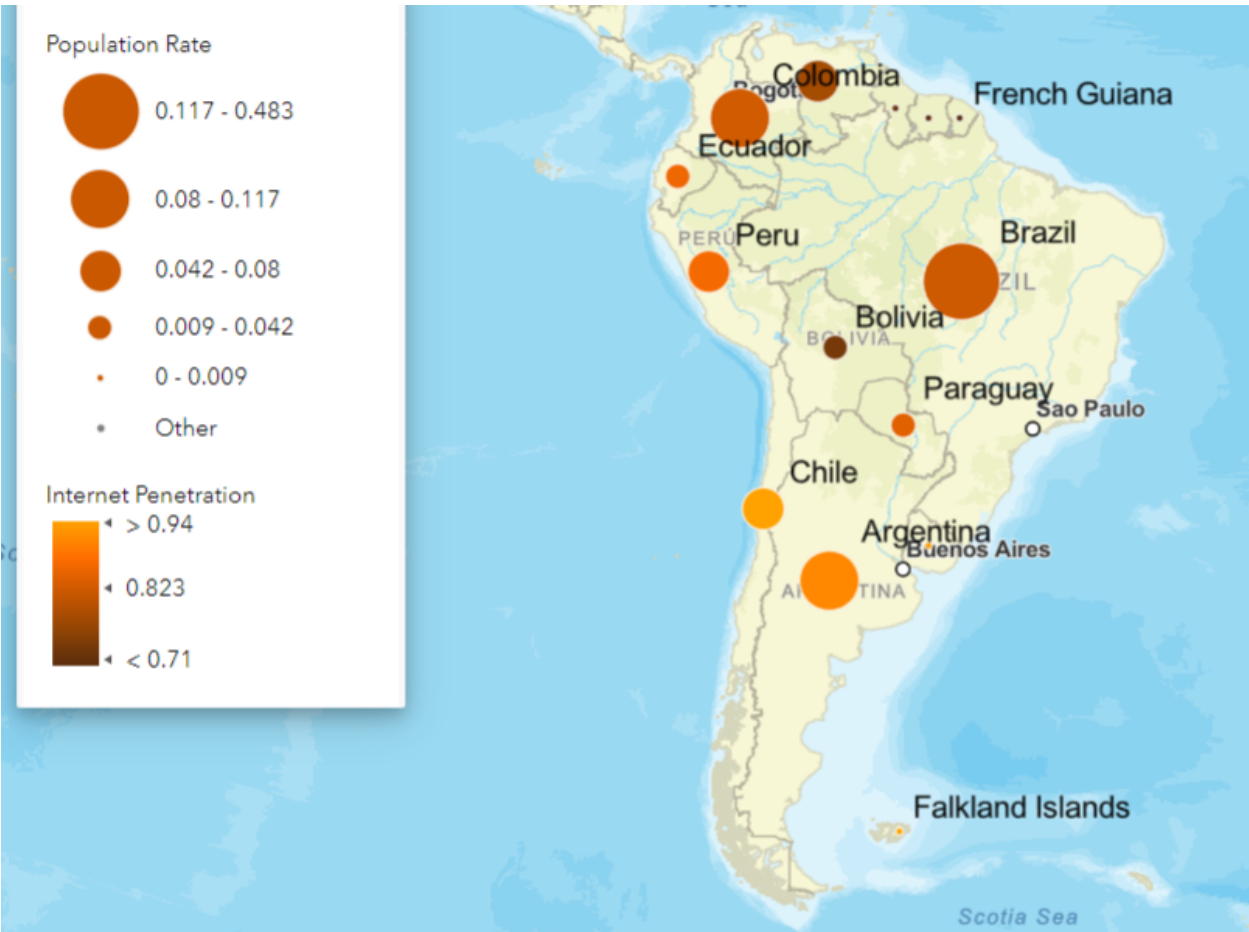 Population Rate
0.117 - 0.483
0.08 - 0.117
0.042 - 0.08
0.009 - 0.042
0 - 0.009
Other
Internet Penetration
> 0.94
0.823
< 0.71
Colombia
French Guiana
Ecuador
PERÚ
Peru
Brazil
Bolivia
BOLIVIA
Paraguay
Sao Paulo
Chile
Argentina
Buenos Aires
Falkland Islands
Scotia Sea